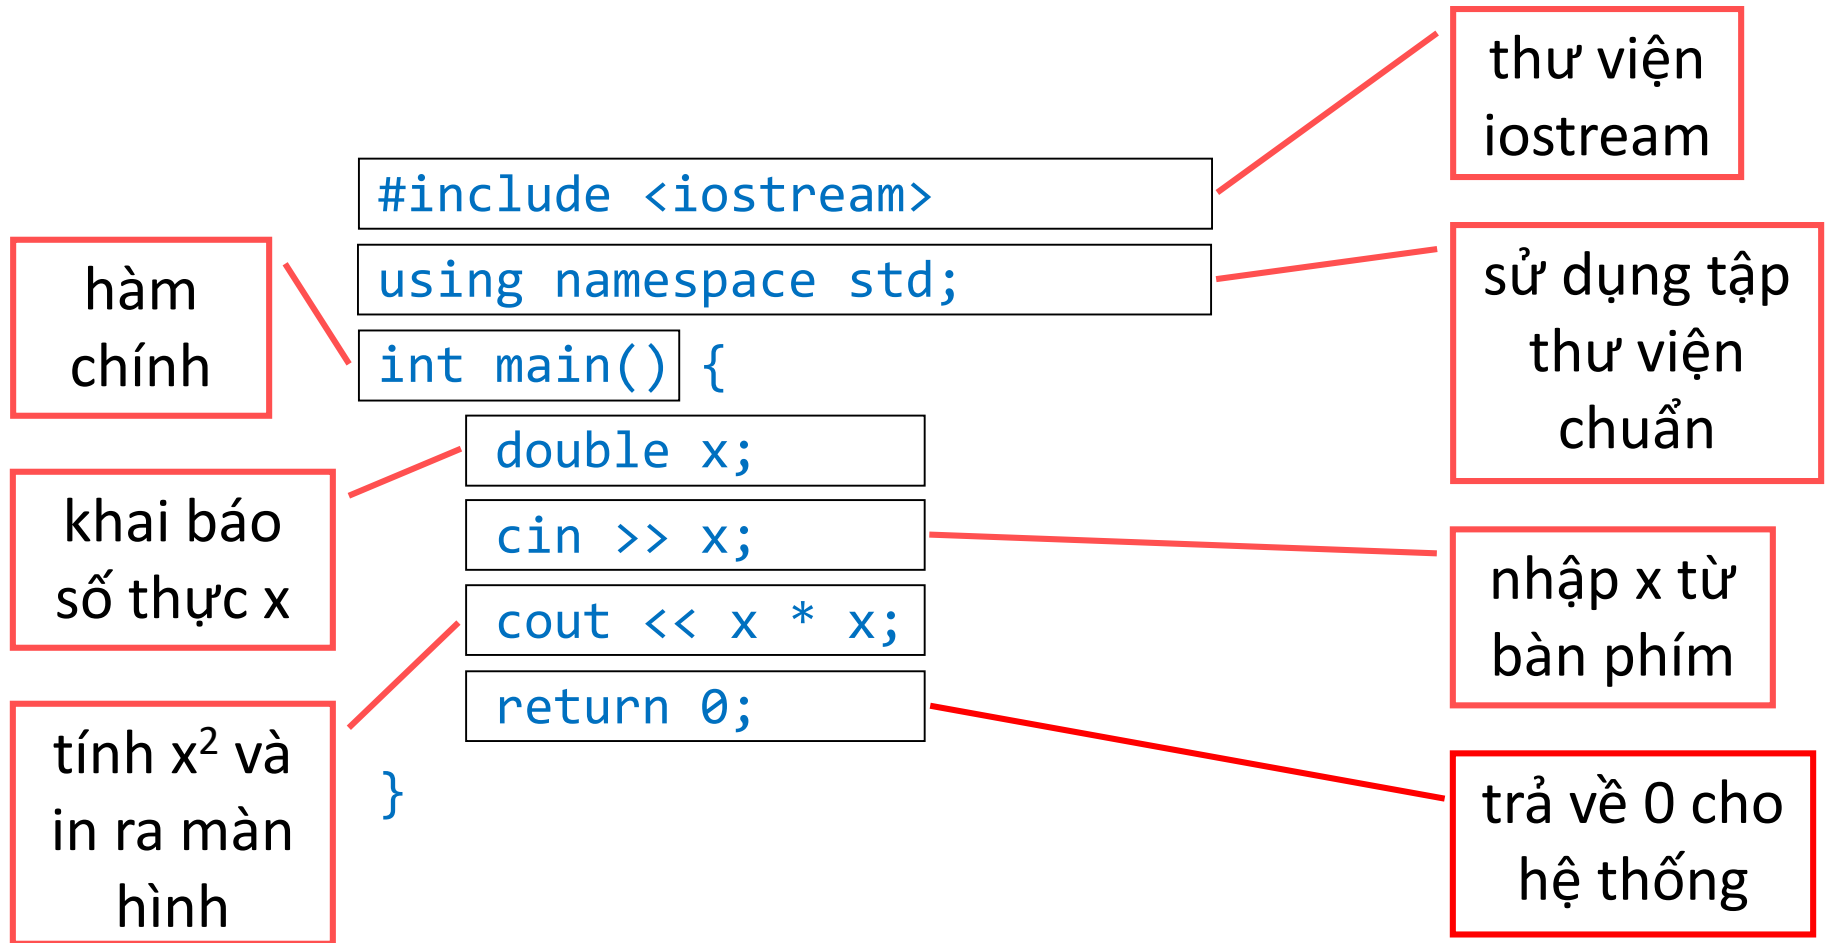 thư viện
iostream
#include <iostream>
using namespace std;
sử dụng tập
thư viện
chuẩn
hàm
chính
int main() {
double x;
khai báo
số thực x
cin >> x;
nhập x từ
bàn phím
cout << x * x;
tính x² và
in ra màn
hình
return 0;
trả về 0 cho
hệ thống
}